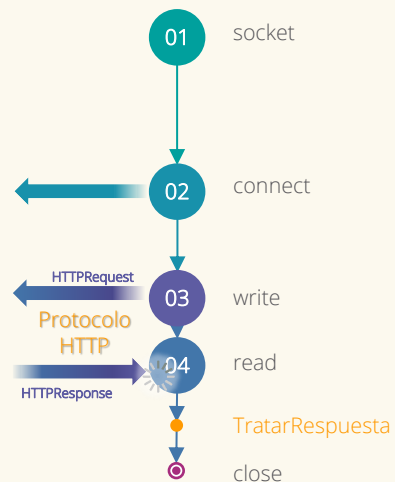 01
socket
02
connect
HTTPRequest
03
write
Protocolo
HTTP
04
read
HTTPResponse
TratarRespuesta
close